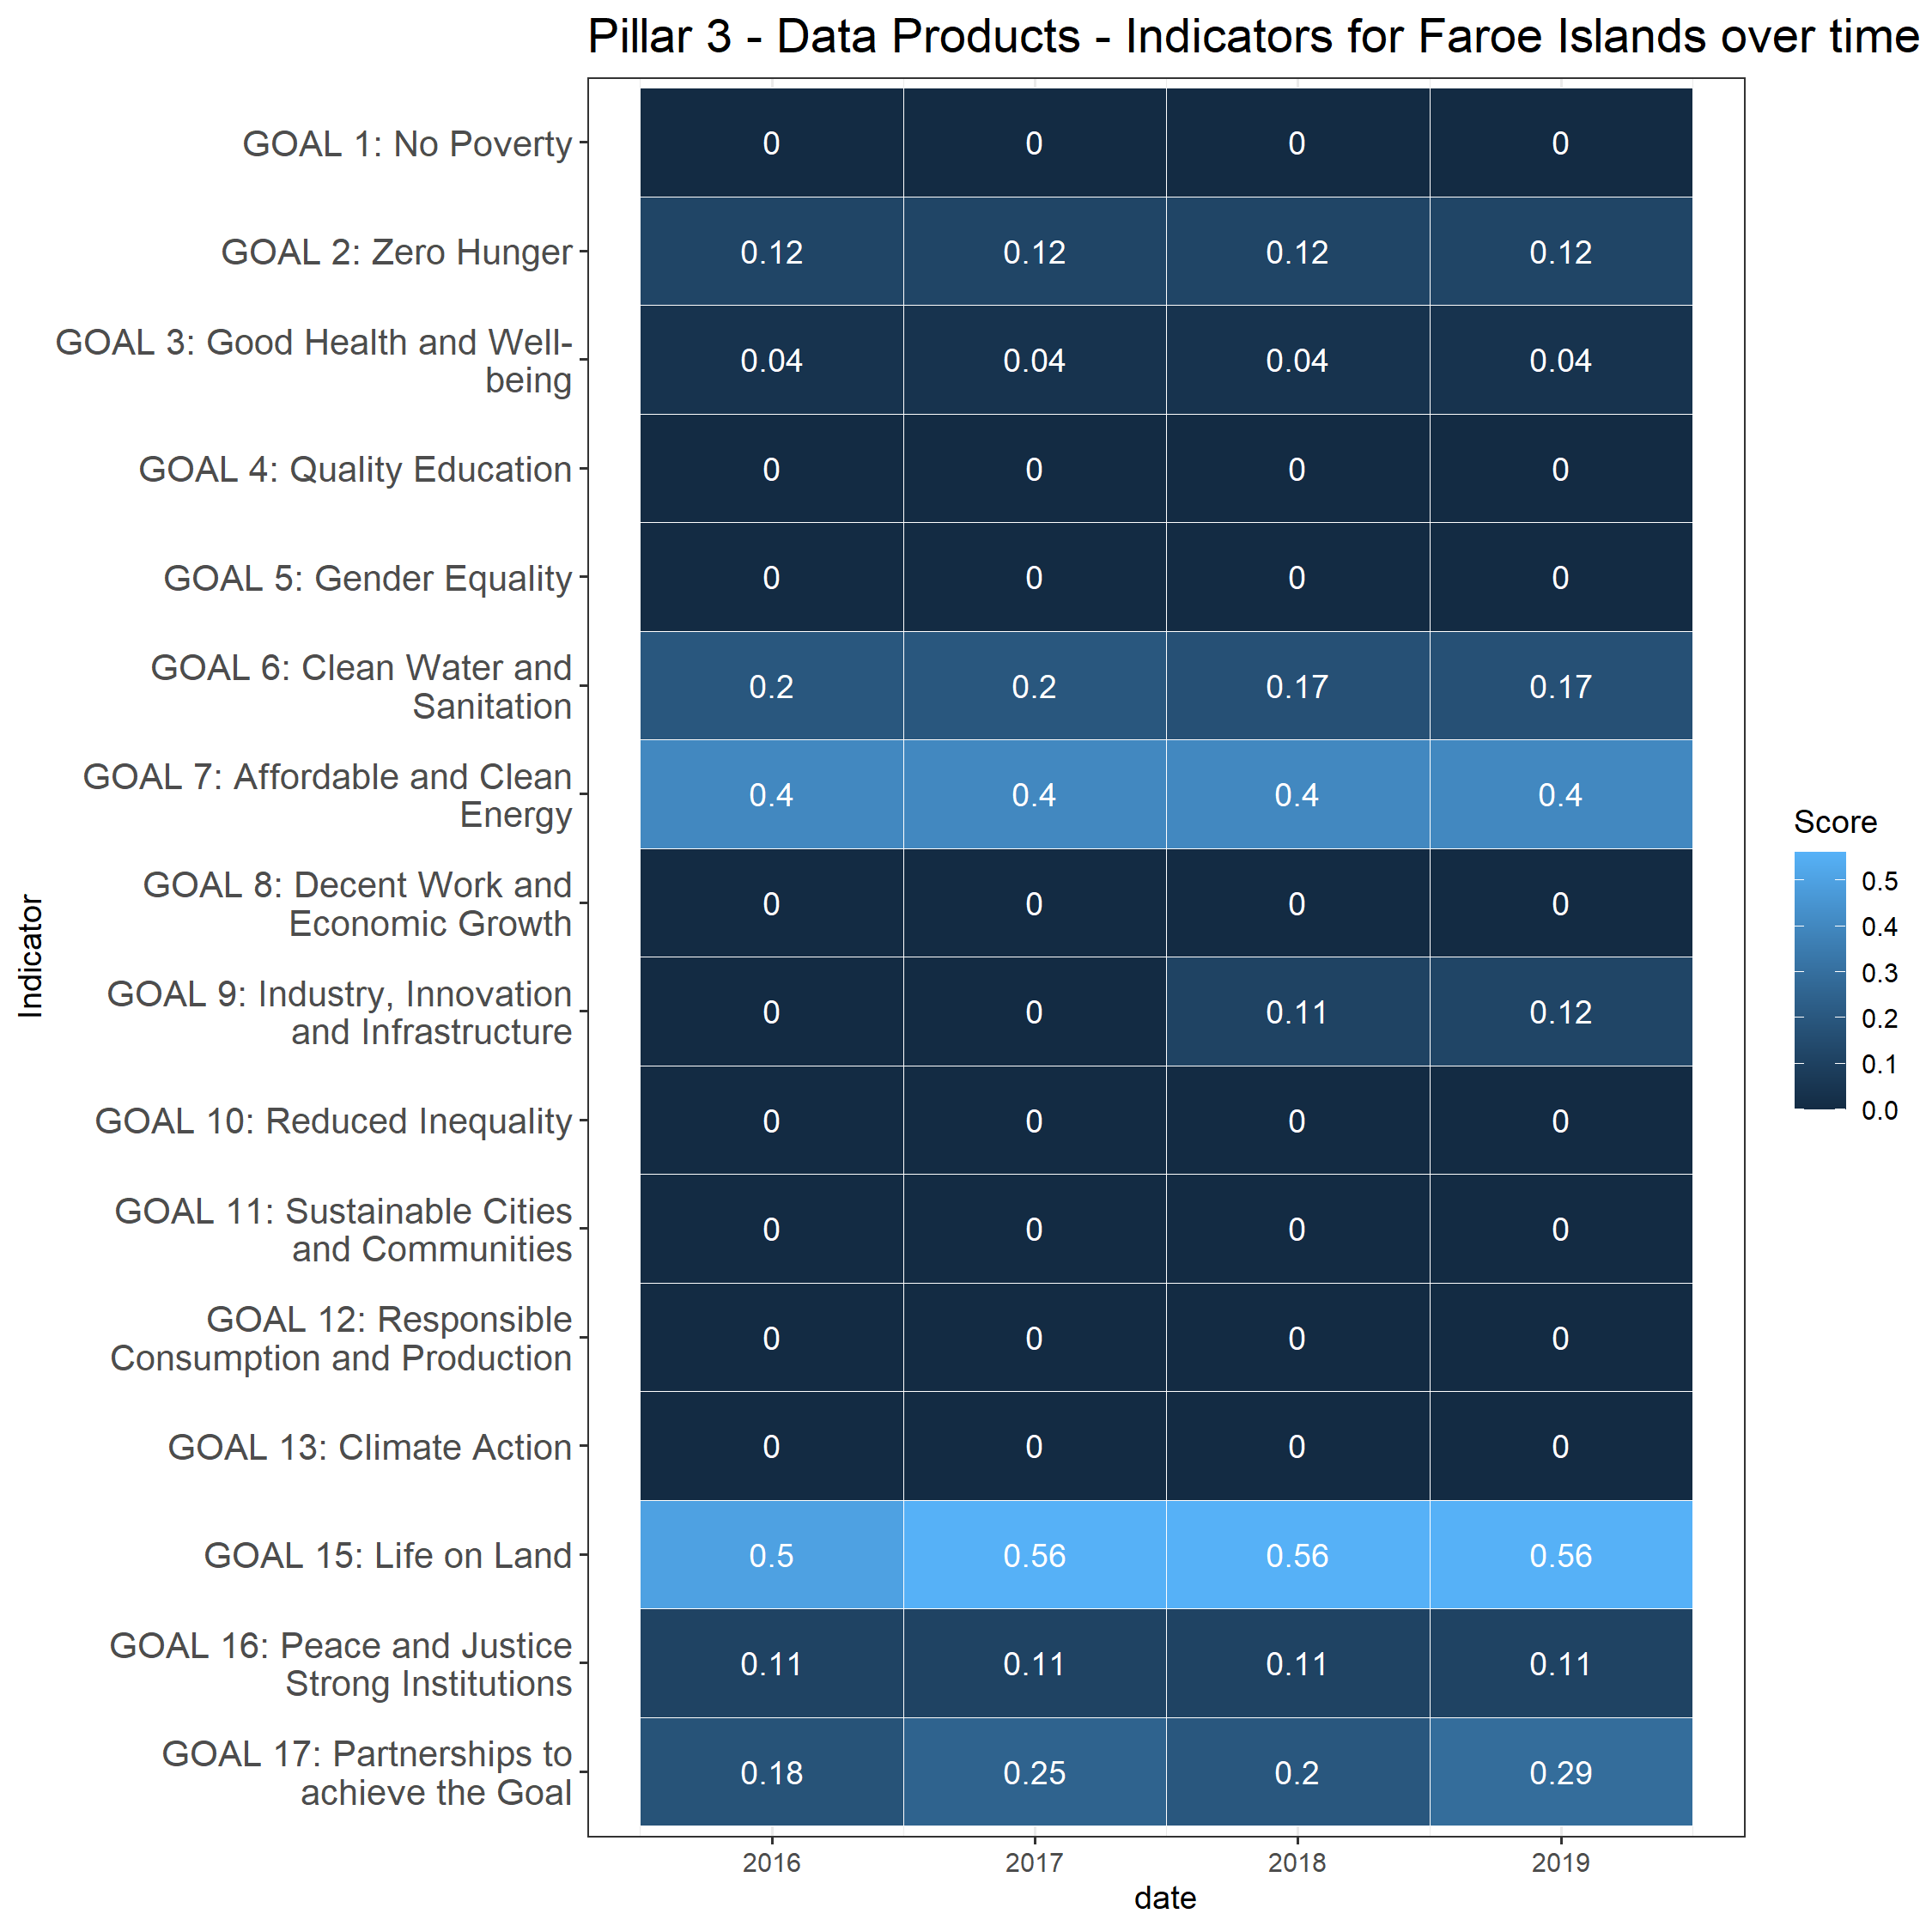 Pillar 3 - Data Products - Indicators for Faroe Islands over time
GOAL 1: No Poverty
0 0 0 0
GOAL 2: Zero Hunger
0.12 0.12 0.12 0.12
GOAL 3: Good Health and Well-
being
0.04 0.04 0.04 0.04
GOAL 4: Quality Education
0 0 0 0
GOAL 5: Gender Equality
0 0 0 0
GOAL 6: Clean Water and
Sanitation
0.2 0.2 0.17 0.17
GOAL 7: Affordable and Clean
Energy
0.4 0.4 0.4 0.4
GOAL 8: Decent Work and
Economic Growth
0 0 0 0
GOAL 9: Industry, Innovation
and Infrastructure
0 0 0.11 0.12
GOAL 10: Reduced Inequality
0 0 0 0
GOAL 11: Sustainable Cities
and Communities
0 0 0 0
GOAL 12: Responsible
Consumption and Production
0 0 0 0
GOAL 13: Climate Action
0 0 0 0
GOAL 15: Life on Land
0.5 0.56 0.56 0.56
GOAL 16: Peace and Justice
Strong Institutions
0.11 0.11 0.11 0.11
GOAL 17: Partnerships to
achieve the Goal
0.18 0.25 0.2 0.29
2016 2017 2018 2019
date
Indicator
Score
0.5
0.4
0.3
0.2
0.1
0.0